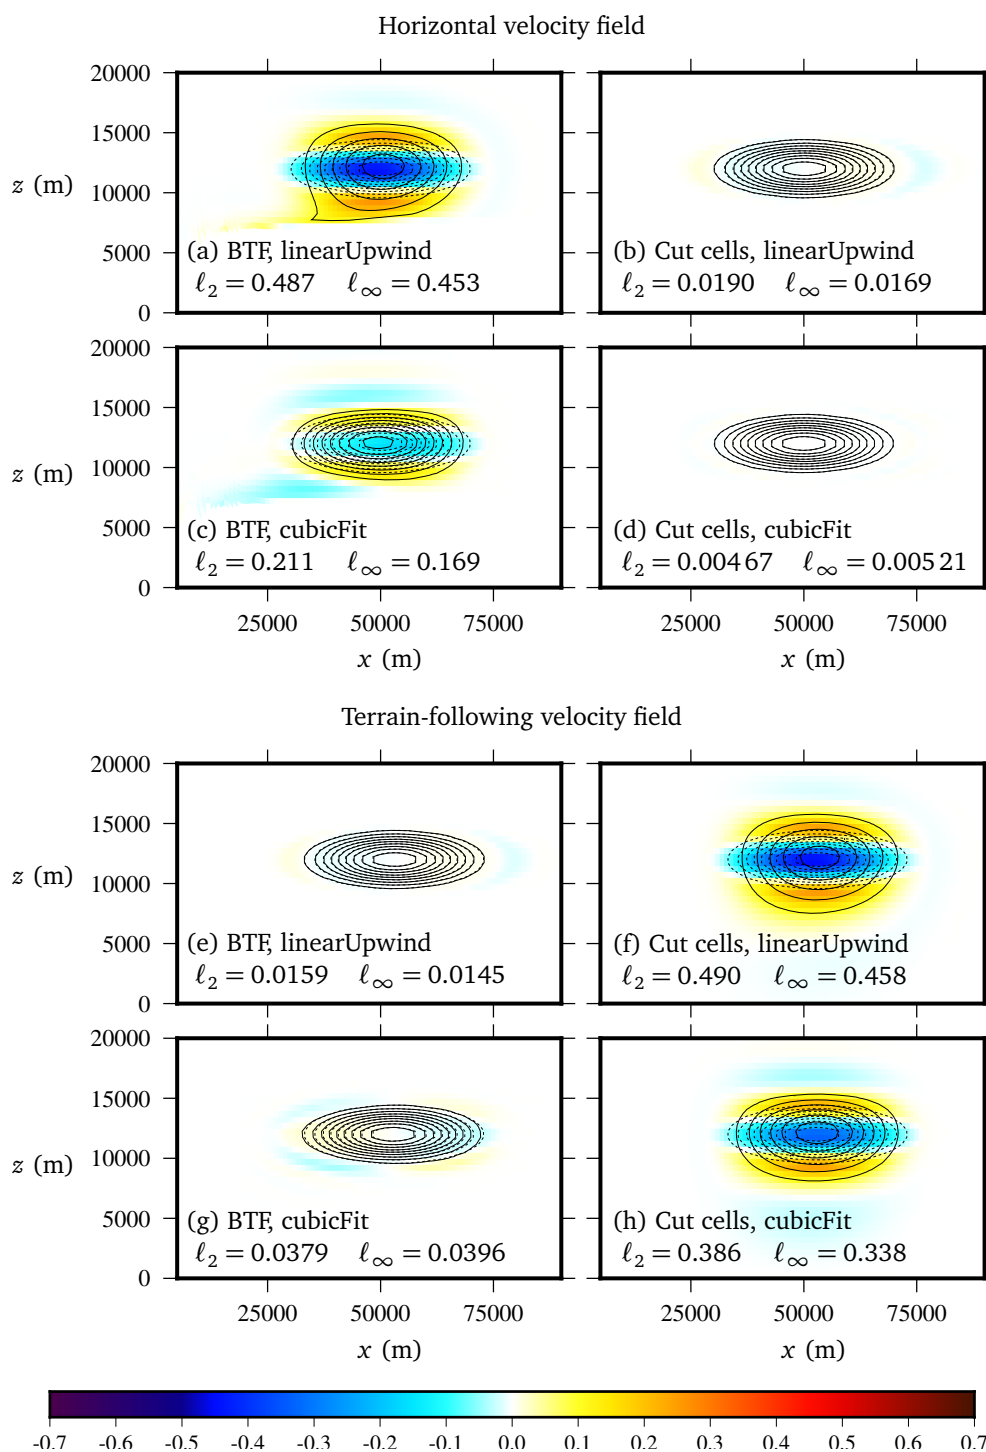 Horizontal velocity field
20000
15000
z (m)
10000
5000
0
(a) BTF, linearUpwind
ℓ2 = 0.487 ℓ∞ = 0.453
(b) Cut cells, linearUpwind
ℓ2 = 0.0190 ℓ∞ = 0.0169
20000
15000
z (m)
10000
5000
0
(c) BTF, cubicFit
ℓ2 = 0.211 ℓ∞ = 0.169
(d) Cut cells, cubicFit
ℓ2 = 0.00467 ℓ∞ = 0.00521
25000 50000 75000
x (m)
25000 50000 75000
x (m)
Terrain-following velocity field
20000
15000
z (m)
10000
5000
0
(e) BTF, linearUpwind
ℓ2 = 0.0159 ℓ∞ = 0.0145
(f) Cut cells, linearUpwind
ℓ2 = 0.490 ℓ∞ = 0.458
20000
15000
z (m)
10000
5000
0
(g) BTF, cubicFit
ℓ2 = 0.0379 ℓ∞ = 0.0396
(h) Cut cells, cubicFit
ℓ2 = 0.386 ℓ∞ = 0.338
25000 50000 75000
x (m)
25000 50000 75000
x (m)
-0.7 -0.6 -0.5 -0.4 -0.3 -0.2 -0.1 0.0 0.1 0.2 0.3 0.4 0.5 0.6 0.7